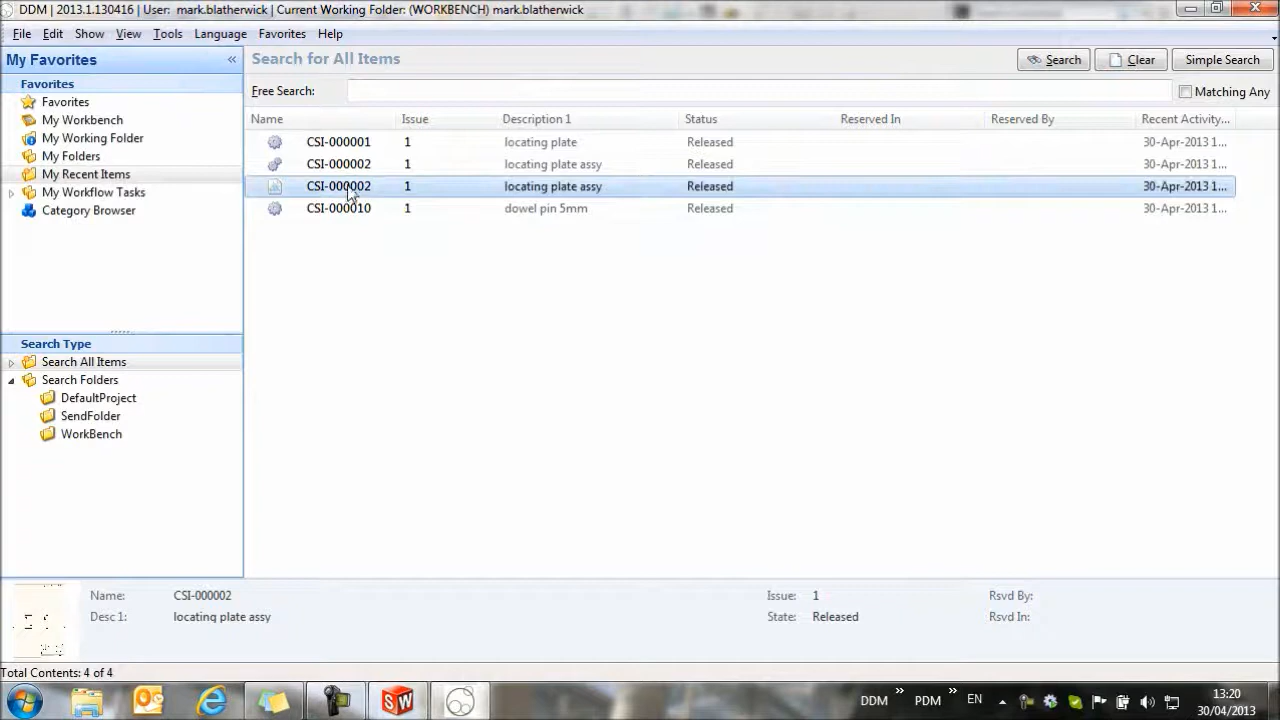 DDM | 2013.1.130416 | User: mark.blatherwick | Current Working Folder: (WORKBENCH) mark.blatherwick
File Edit Show View Tools Language Favorites Help
My Favorites «
Favorites
Favorites
My Workbench
My Working Folder
My Folders
My Recent Items
My Workflow Tasks
Category Browser
Search Type
Search All Items
Search Folders
DefaultProject
SendFolder
WorkBench
Search for All Items Search Clear Simple Search
Free Search: Matching Any
Name Issue Description 1 Status Reserved In Reserved By Recent Activity...
CSI-000001 1 locating plate Released 30-Apr-2013 1...
CSI-000002 1 locating plate assy Released 30-Apr-2013 1...
CSI-000002 1 locating plate assy Released 30-Apr-2013 1...
CSI-000010 1 dowel pin 5mm Released 30-Apr-2013 1...
Name: CSI-000002 Issue: 1 Rsvd By:
Desc 1: locating plate assy State: Released Rsvd In:
Total Contents: 4 of 4
SW DDM » PDM » EN 13:20
30/04/2013